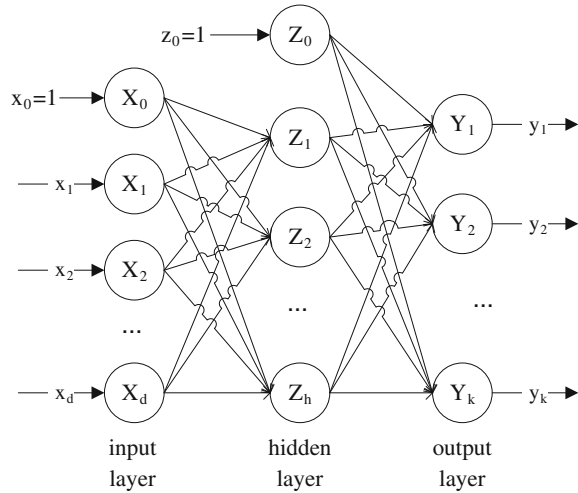 z₀=1 Z₀
x₀=1 X₀
Z₁ Y₁ y₁
x₁ X₁
Z₂ Y₂ y₂
x₂ X₂
... ... ...
x_d X_d Z_h Y_k y_k
input layer
hidden layer
output layer